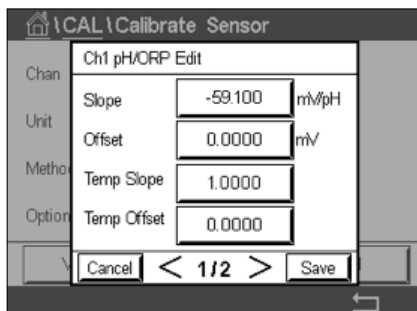 \CAL\Calibrate Sensor
Ch1 pH/ORP Edit
Chan
Slope -59.100 mV/pH
Unit
Offset 0.0000 mV
Temp Slope 1.0000
Option
Temp Offset 0.0000
Cancel < 1/2 > Save